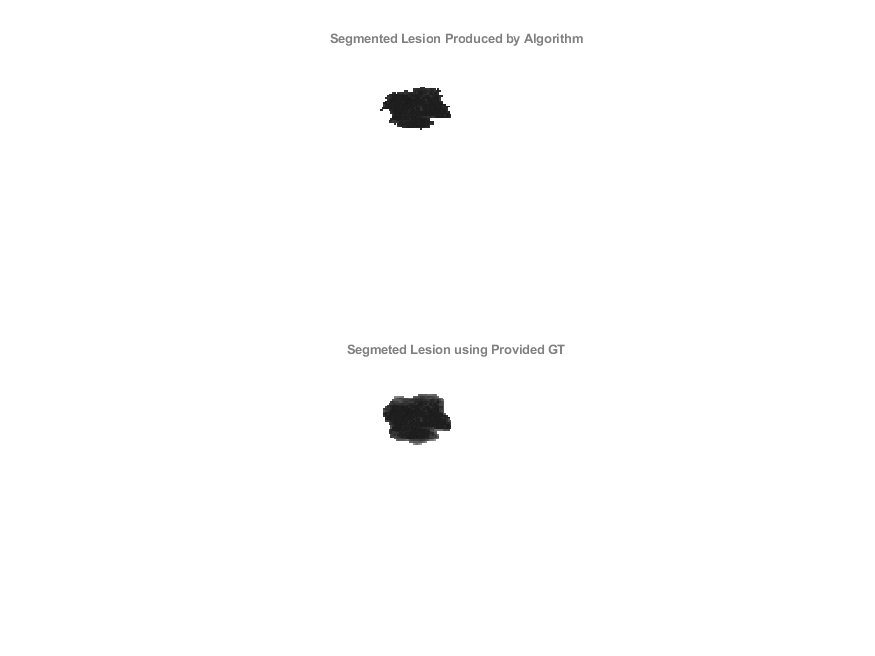 Segmented Lesion Produced by Algorithm
Segmeted Lesion using Provided GT